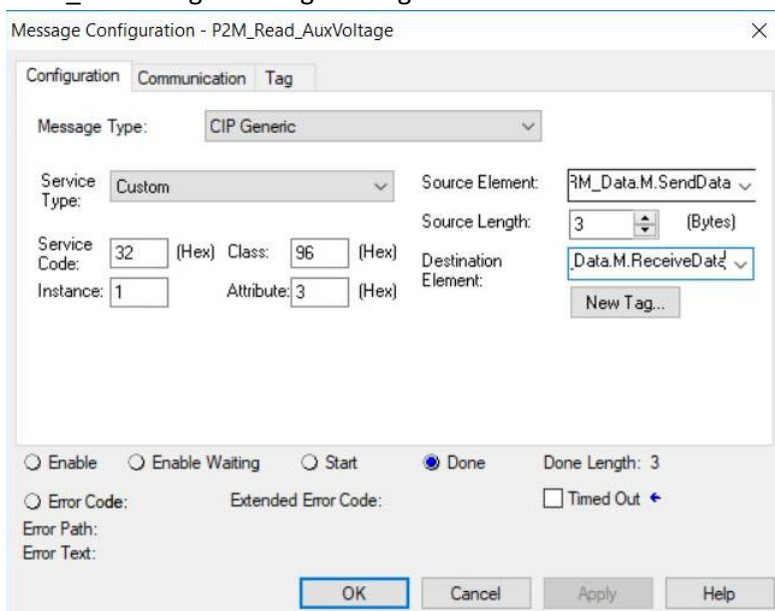 Message Configuration - P2M_Read_AuxVoltage
Configuration Communication Tag
Message Type: CIP Generic
Service Type: Custom
Source Element: RM_Data.M.SendData
Source Length: 3 (Bytes)
Service Code: 32 (Hex) Class: 96 (Hex)
Destination Element: _Data.M.ReceiveData
Instance: 1 Attribute: 3 (Hex)
New Tag...
Enable Enable Waiting Start Done Done Length: 3
Error Code: Extended Error Code: Timed Out
Error Path:
Error Text:
OK Cancel Apply Help